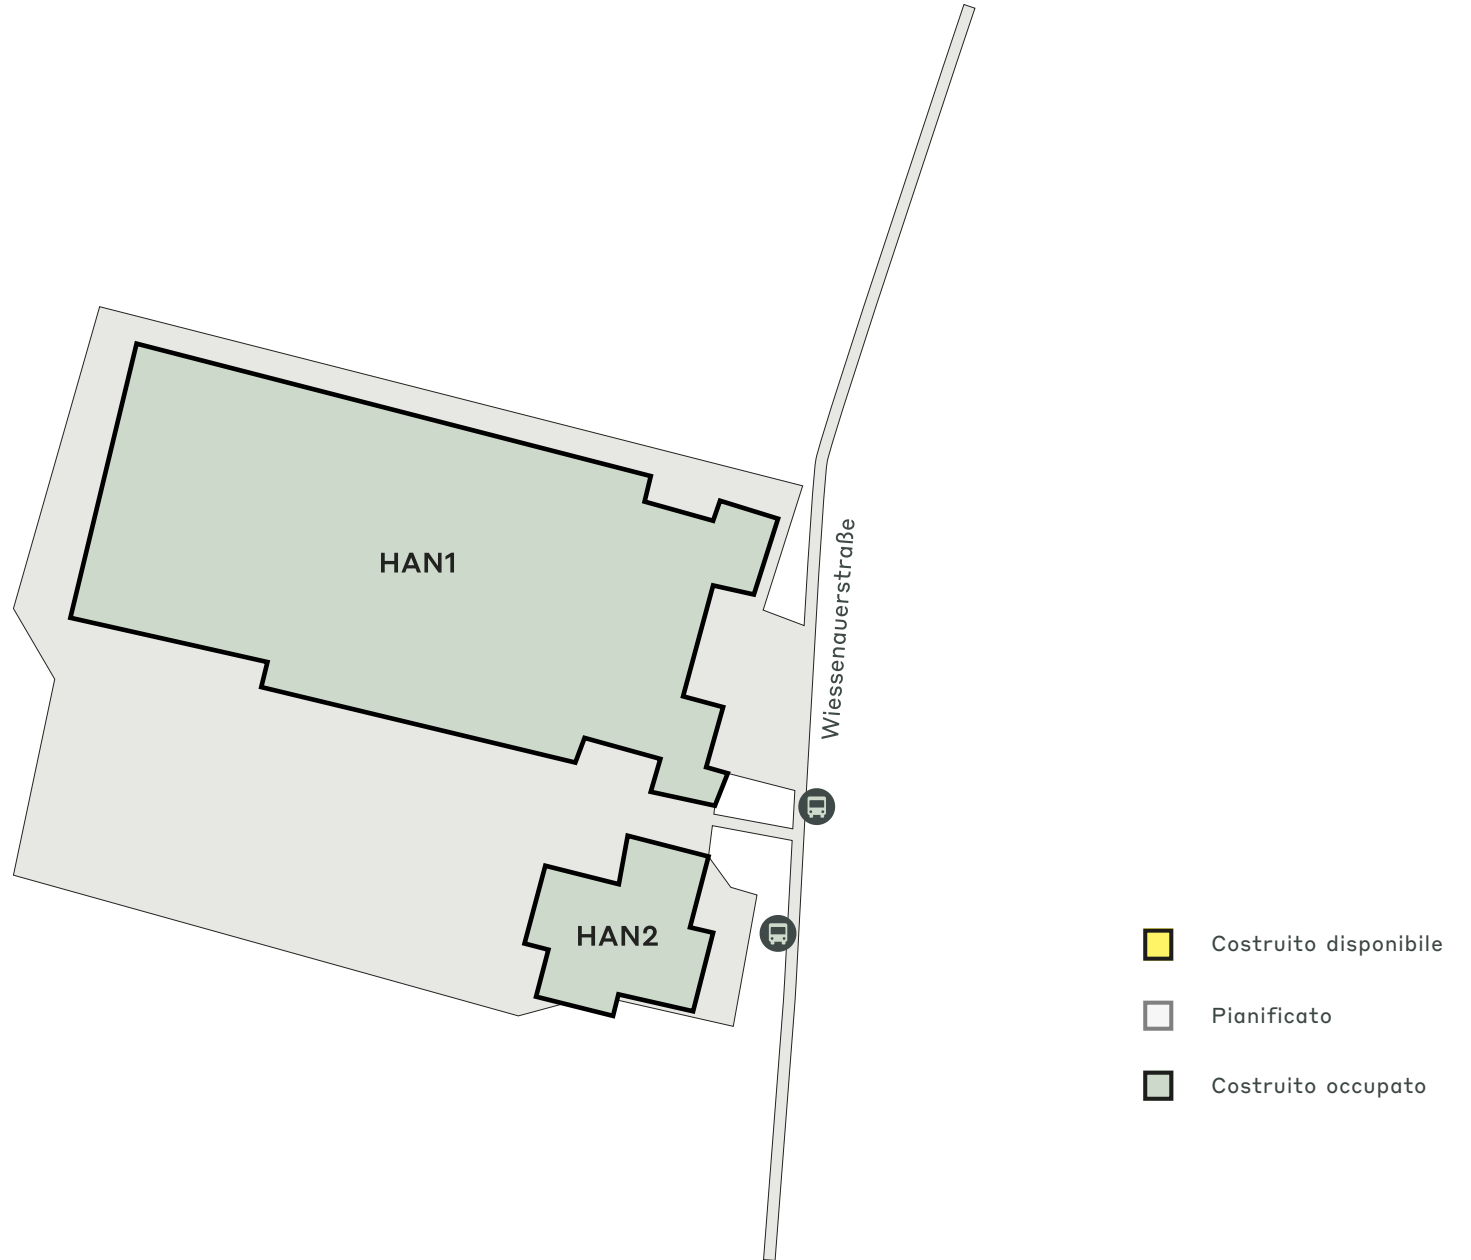 HAN1
Wiessenauerstraße
HAN2
Costruito disponibile
Pianificato
Costruito occupato